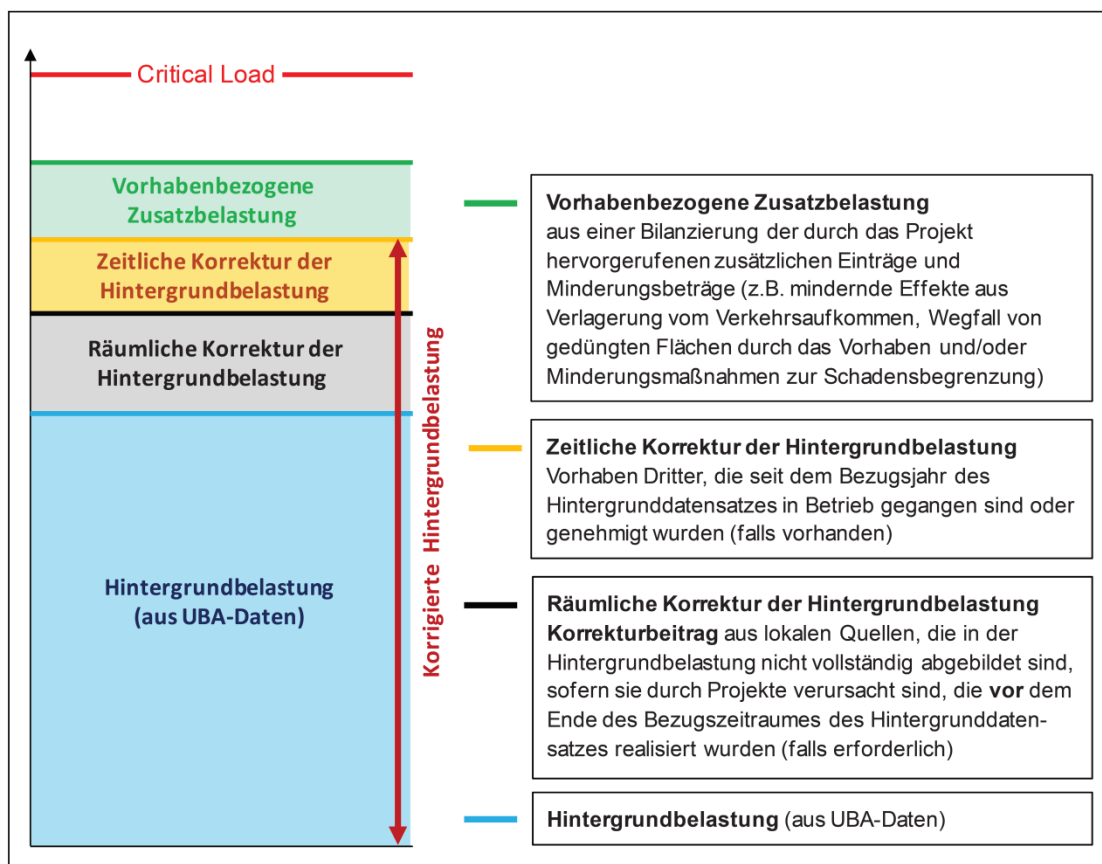 Critical Load
Vorhabenbezogene
Zusatzbelastung
Zeitliche Korrektur der
Hintergrundbelastung
Räumliche Korrektur der
Hintergrundbelastung
Hintergrundbelastung
(aus UBA-Daten)
Korrigierte Hintergrundbelastung
Vorhabenbezogene Zusatzbelastung
aus einer Bilanzierung der durch das Projekt
hervorgerufenen zusätzlichen Einträge und
Minderungsbeträge (z.B. mindernde Effekte aus
Verlagerung vom Verkehrsaufkommen, Wegfall von
gedüngten Flächen durch das Vorhaben und/oder
Minderungsmaßnahmen zur Schadensbegrenzung)
Zeitliche Korrektur der Hintergrundbelastung
Vorhaben Dritter, die seit dem Bezugsjahr des
Hintergrunddatensatzes in Betrieb gegangen sind oder
genehmigt wurden (falls vorhanden)
Räumliche Korrektur der Hintergrundbelastung
Korrekturbeitrag aus lokalen Quellen, die in der
Hintergrundbelastung nicht vollständig abgebildet sind,
sofern sie durch Projekte verursacht sind, die vor dem
Ende des Bezugszeitraumes des Hintergrunddaten-
satzes realisiert wurden (falls erforderlich)
Hintergrundbelastung (aus UBA-Daten)